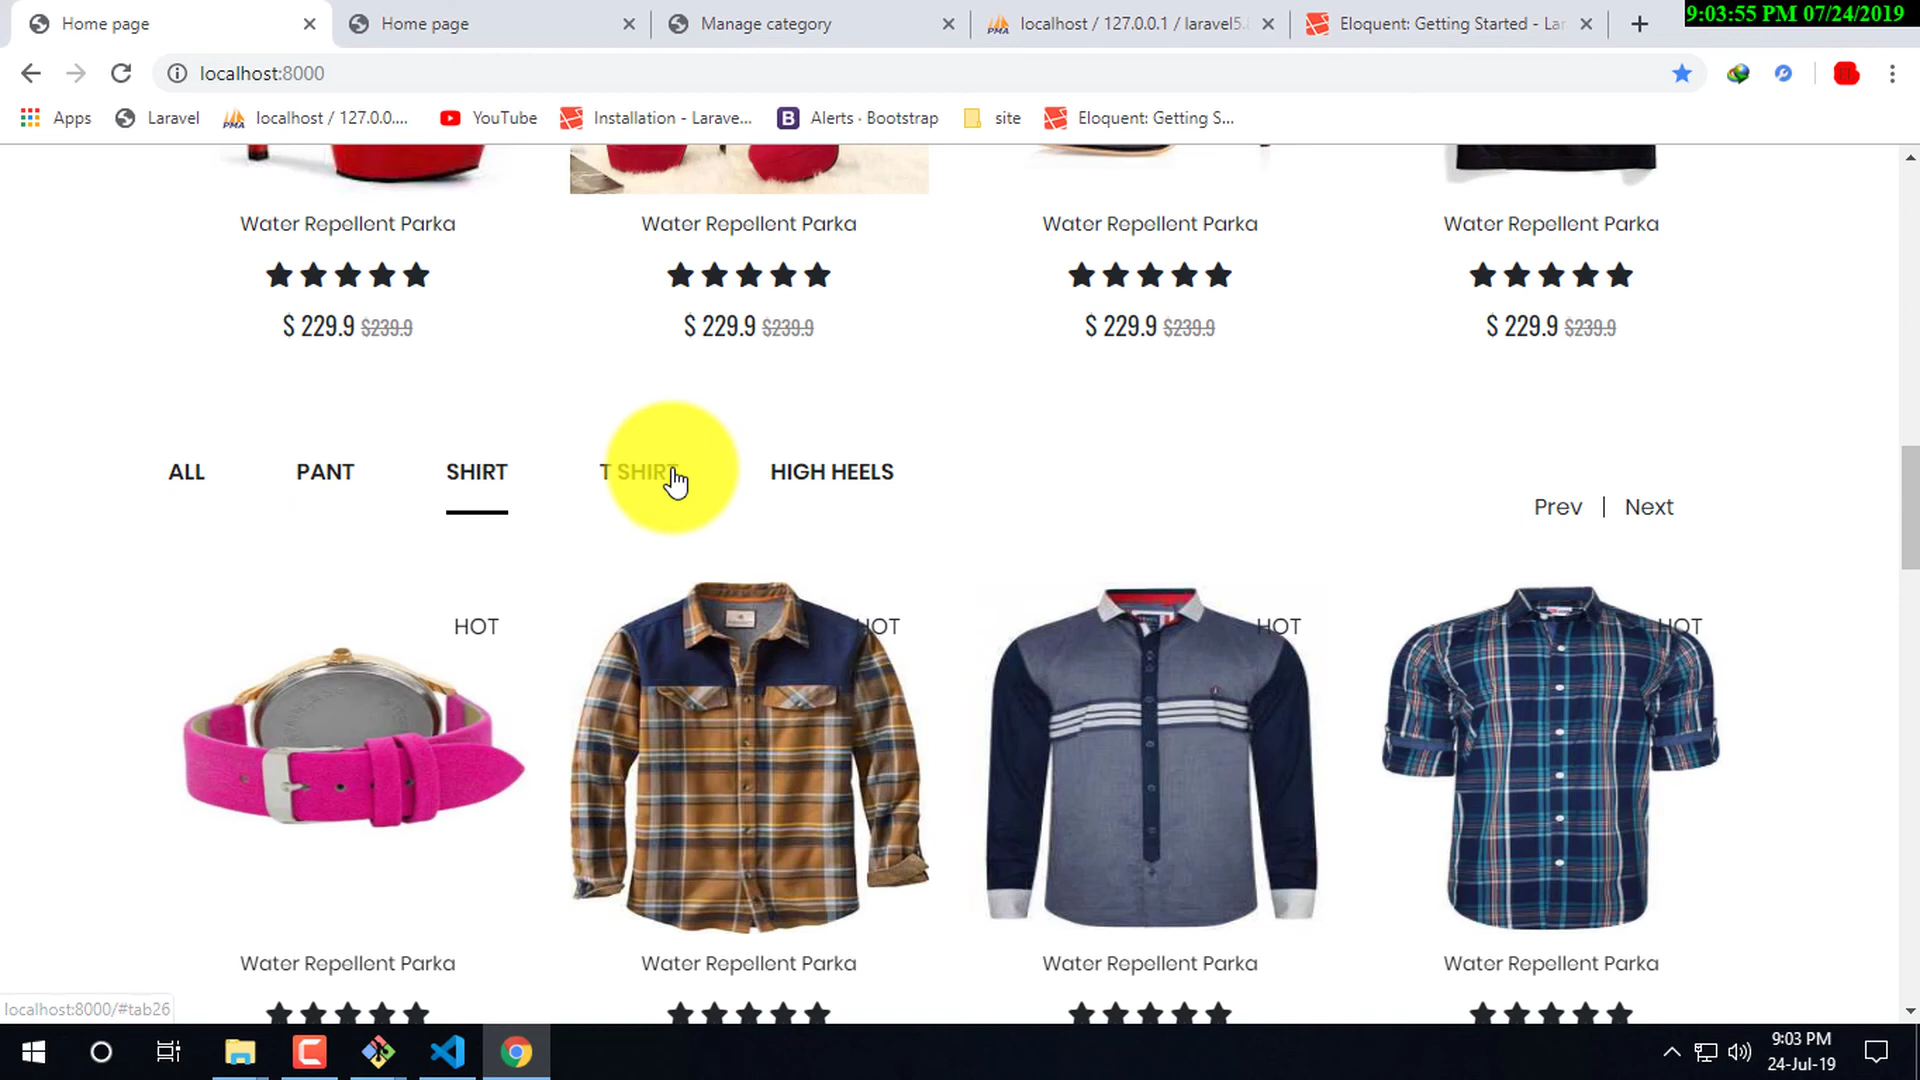 Home page
Home page
Manage category
localhost / 127.0.0.1 / laravel5.
Eloquent: Getting Started - La
9:03:55 PM 07/24/2019
localhost:8000
Apps
Laravel
localhost / 127.0.0....
YouTube
Installation - Larave...
Alerts · Bootstrap
site
Eloquent: Getting S...
Water Repellent Parka
Water Repellent Parka
Water Repellent Parka
Water Repellent Parka
$ 229.9 $239.9
$ 229.9 $239.9
$ 229.9 $239.9
$ 229.9 $239.9
ALL
PANT
SHIRT
T SHIRT
HIGH HEELS
Prev | Next
HOT
HOT
HOT
HOT
Water Repellent Parka
Water Repellent Parka
Water Repellent Parka
Water Repellent Parka
localhost:8000/#tab26
9:03 PM
24-Jul-19